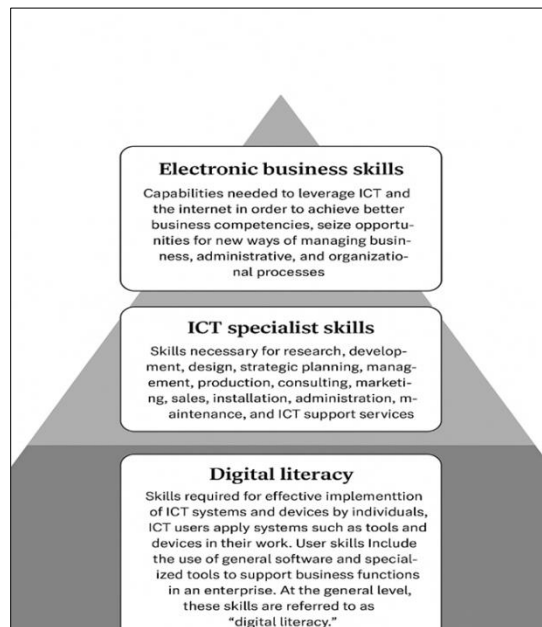 Electronic business skills
Capabilities needed to leverage ICT and
the internet in order to achieve better
business competencies, seize opportu-
nities for new ways of managing busin-
ness, administrative, and organizatio-
nal processes
ICT specialist skills
Skills necessary for research, develop-
ment, design, strategic planning, manag-
ement, production, consulting, marketi-
ng, sales, installation, administration, m-
aintenance, and ICT support services
Digital literacy
Skills required for effective implementtion
of ICT systems and devices by individuals,
ICT users apply systems such as tools and
devices in their work. User skills Include
the use of general software and special-
ized tools to support business functions
in an enterprise. At the general level,
these skills are referred to as
“digital literacy.”